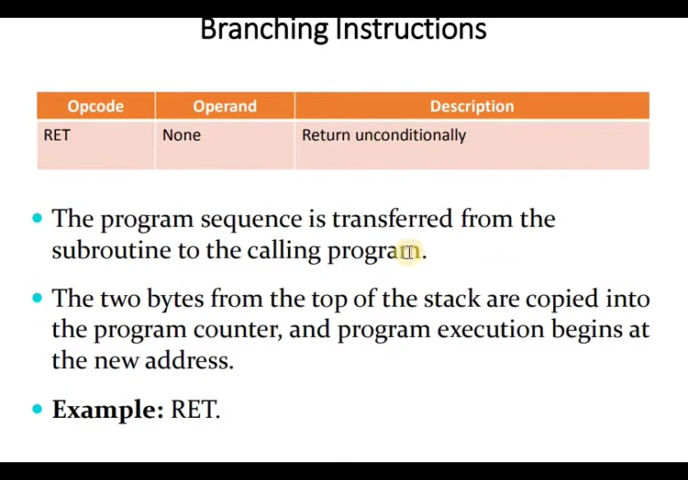 Branching Instructions
Opcode Operand Description
RET None Return unconditionally
• The program sequence is transferred from the
subroutine to the calling program.
• The two bytes from the top of the stack are copied into
the program counter, and program execution begins at
the new address.
• Example: RET.